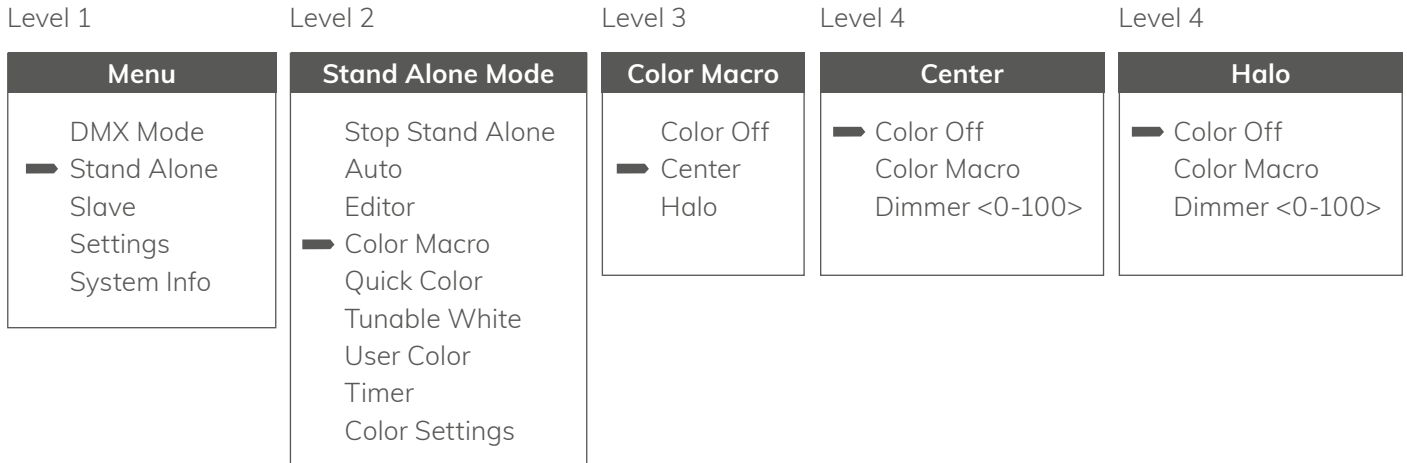 Level 1
Level 2
Level 3
Level 4
Level 4
Menu
DMX Mode
Stand Alone
Slave
Settings
System Info
Stand Alone Mode
Stop Stand Alone
Auto
Editor
Color Macro
Quick Color
Tunable White
User Color
Timer
Color Settings
Color Macro
Color Off
Center
Halo
Center
Color Off
Color Macro
Dimmer <0-100>
Halo
Color Off
Color Macro
Dimmer <0-100>